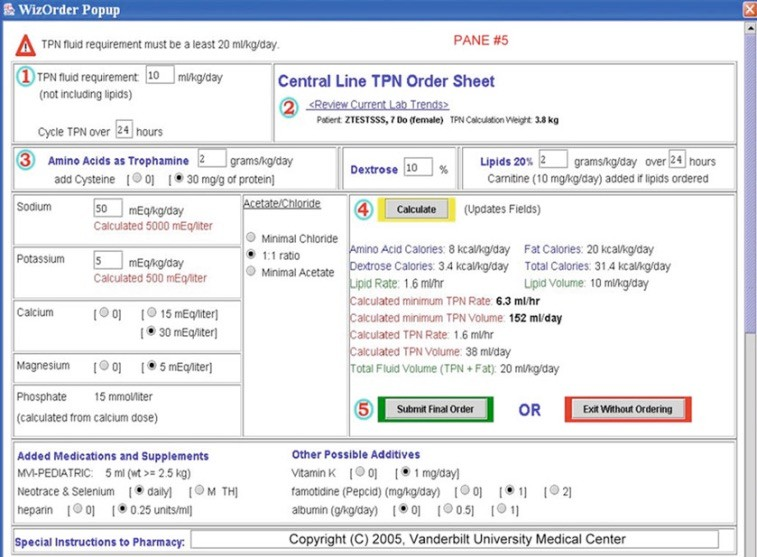 WizOrder Popup
TPN fluid requirement must be a least 20 ml/kg/day.
PANE #5
1 TPN fluid requirement: 10 ml/kg/day
(not including lipids)
Cycle TPN over 24 hours
Central Line TPN Order Sheet
2 <Review Current Lab Trends>
Patient: ZTESTSSS, 7 Do (female) TPN Calculation Weight: 3.8 kg
3 Amino Acids as Trophamine 2 grams/kg/day
add Cysteine [ 0] [ 30 mg/g of protein]
Dextrose 10 %
Lipids 20% 2 grams/kg/day over 24 hours
Carnitine (10 mg/kg/day) added if lipids ordered
Sodium 50 mEq/kg/day
Calculated 5000 mEq/liter
Potassium 5 mEq/kg/day
Calculated 500 mEq/liter
Calcium [ 0] [ 15 mEq/liter]
[ 30 mEq/liter]
Magnesium [ 0] [ 5 mEq/liter]
Phosphate 15 mmol/liter
(calculated from calcium dose)
Acetate/Chloride
Minimal Chloride
1:1 ratio
Minimal Acetate
4 Calculate (Updates Fields)
Amino Acid Calories: 8 kcal/kg/day Fat Calories: 20 kcal/kg/day
Dextrose Calories: 3.4 kcal/kg/day Total Calories: 31.4 kcal/kg/day
Lipid Rate: 1.6 ml/hr Lipid Volume: 10 ml/kg/day
Calculated minimum TPN Rate: 6.3 ml/hr
Calculated minimum TPN Volume: 152 ml/day
Calculated TPN Rate: 1.6 ml/hr
Calculated TPN Volume: 38 ml/day
Total Fluid Volume (TPN + Fat): 20 ml/kg/day
5 Submit Final Order OR Exit Without Ordering
Added Medications and Supplements
MVI-PEDIATRIC: 5 ml (wt >= 2.5 kg)
Neotrace & Selenium [ daily] [ M TH]
heparin [ 0] [ 0.25 units/ml]
Other Possible Additives
Vitamin K [ 0] [ 1 mg/day]
famotidine (Pepcid) (mg/kg/day) [ 0] [ 1] [ 2]
albumin (g/kg/day) [ 0] [ 0.5] [ 1]
Special Instructions to Pharmacy: Copyright (C) 2005, Vanderbilt University Medical Center